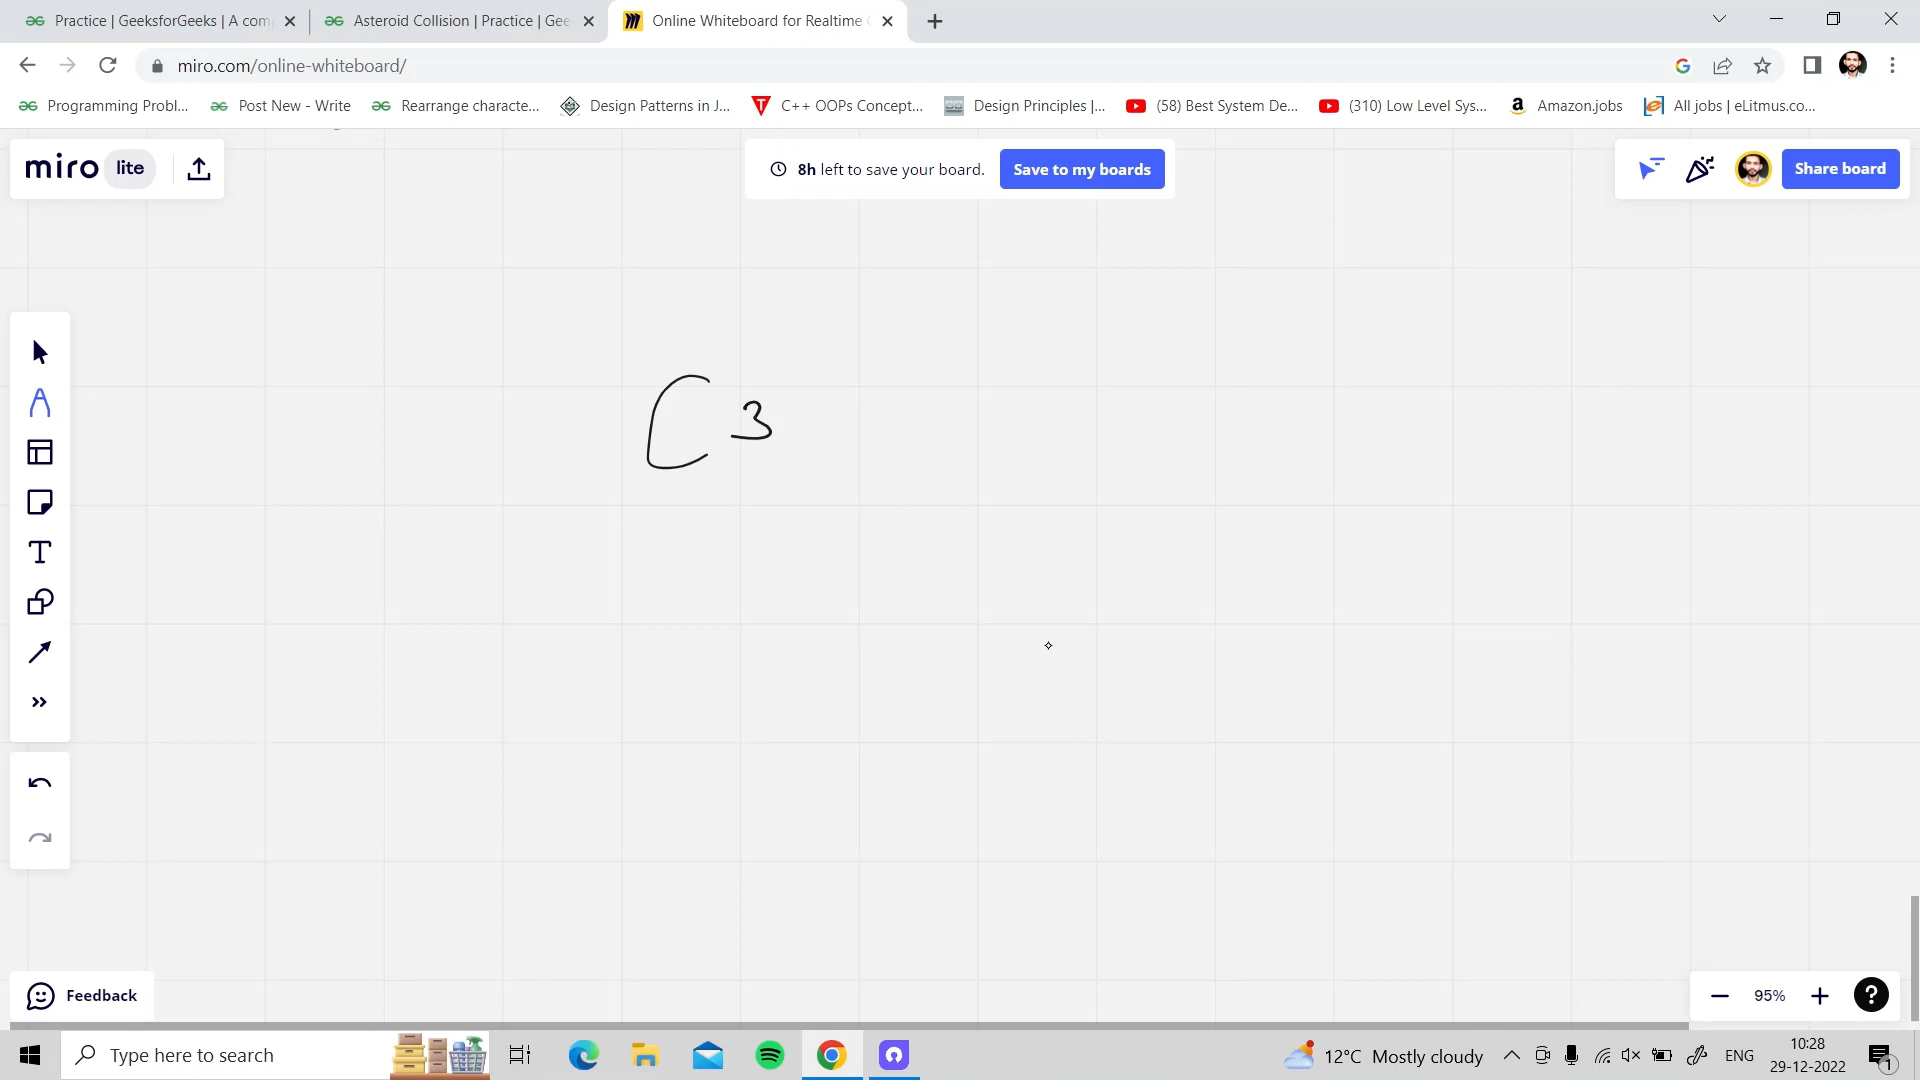 Practice | GeeksforGeeks | A com
Asteroid Collision | Practice | Gee
Online Whiteboard for Realtime C
miro.com/online-whiteboard/
Programming Probl...
Post New - Write
Rearrange characte...
Design Patterns in J...
C++ OOPs Concept...
Design Principles |...
(58) Best System De...
(310) Low Level Sys...
Amazon.jobs
All jobs | eLitmus.co...
miro lite
8h left to save your board.
Save to my boards
Share board
[ 3
Feedback
95%
Type here to search
12°C Mostly cloudy
ENG
10:28
29-12-2022
1